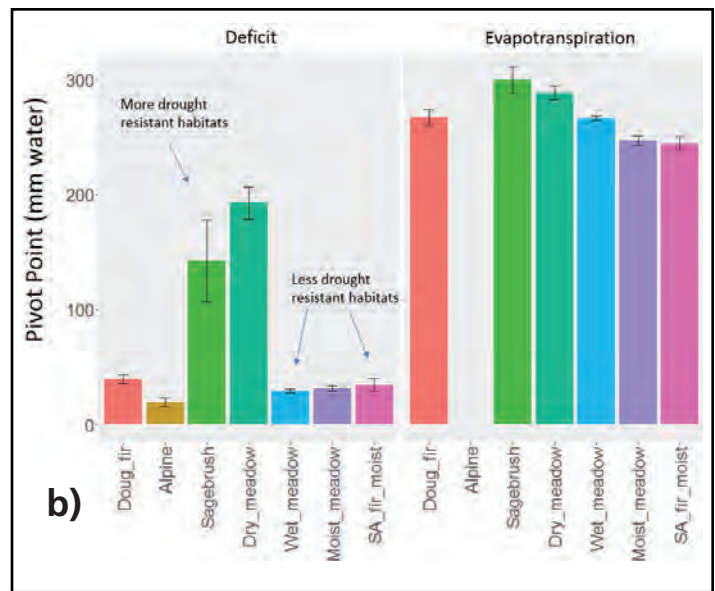 Deficit
Evapotranspiration
Pivot Point (mm water)
300
200
100
0
More drought
resistant habitats
Less drought
resistant habitats
Doug_fir
Alpine
Sagebrush
Dry_meadow
Wet_meadow
Moist_meadow
SA_fir_moist
Doug_fir
Alpine
Sagebrush
Dry_meadow
Wet_meadow
Moist_meadow
SA_fir_moist
b)